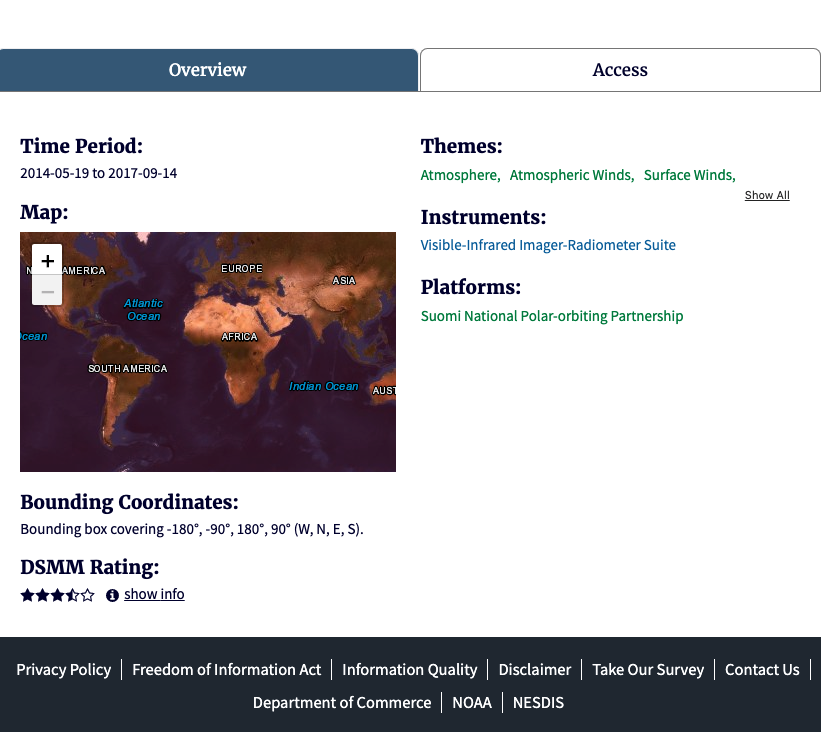 Overview
Access
Time Period:
2014-05-19 to 2017-09-14
Map:
+
−
AMERICA
EUROPE
ASIA
Atlantic
Ocean
AFRICA
SOUTH AMERICA
Indian Ocean
AUST
Bounding Coordinates:
Bounding box covering -180°, -90°, 180°, 90° (W, N, E, S).
DSMM Rating:
show info
Themes:
Atmosphere, Atmospheric Winds, Surface Winds,
Show All
Instruments:
Visible-Infrared Imager-Radiometer Suite
Platforms:
Suomi National Polar-orbiting Partnership
Privacy Policy | Freedom of Information Act | Information Quality | Disclaimer | Take Our Survey | Contact Us |
Department of Commerce | NOAA | NESDIS